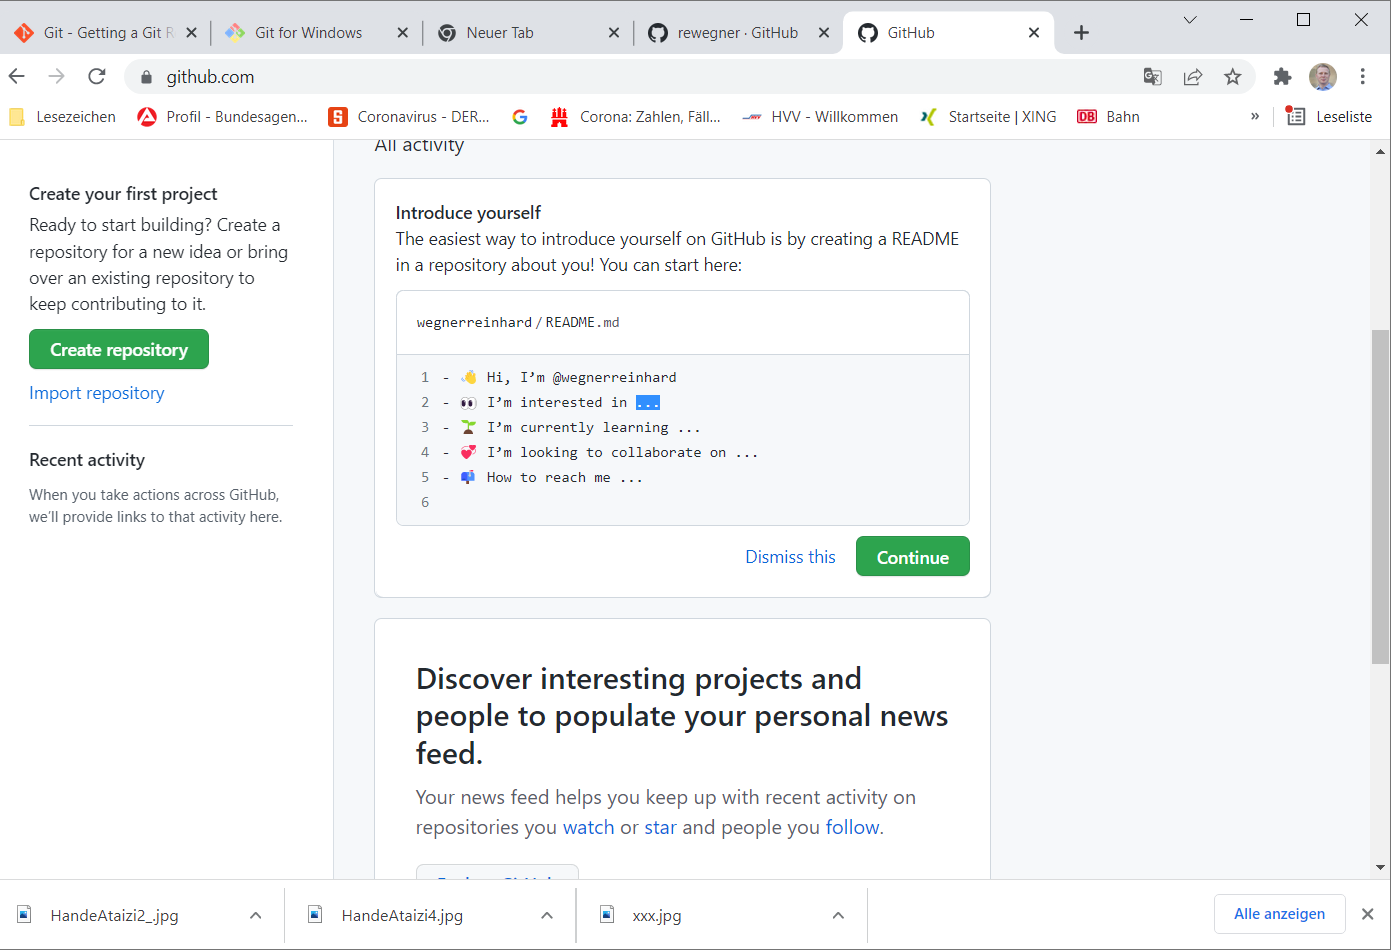 Git - Getting a Git R
Git for Windows
Neuer Tab
rewegner · GitHub
GitHub
github.com
Lesezeichen
Profil - Bundesagen...
Coronavirus - DER...
Corona: Zahlen, Fäll...
HVV - Willkommen
Startseite | XING
DB Bahn
»
Leseliste
All activity
Create your first project
Ready to start building? Create a
repository for a new idea or bring
over an existing repository to
keep contributing to it.
Create repository
Import repository
Recent activity
When you take actions across GitHub,
we’ll provide links to that activity here.
Introduce yourself
The easiest way to introduce yourself on GitHub is by creating a README
in a repository about you! You can start here:
wegnerreinhard / README.md
1 - 👋 Hi, I’m @wegnerreinhard
2 - 👀 I’m interested in ...
3 - 🌱 I’m currently learning ...
4 - 💞️ I’m looking to collaborate on ...
5 - 📫 How to reach me ...
6
Dismiss this
Continue
Discover interesting projects and
people to populate your personal news
feed.
Your news feed helps you keep up with recent activity on
repositories you watch or star and people you follow.
HandeAtaizi2_.jpg
HandeAtaizi4.jpg
xxx.jpg
Alle anzeigen